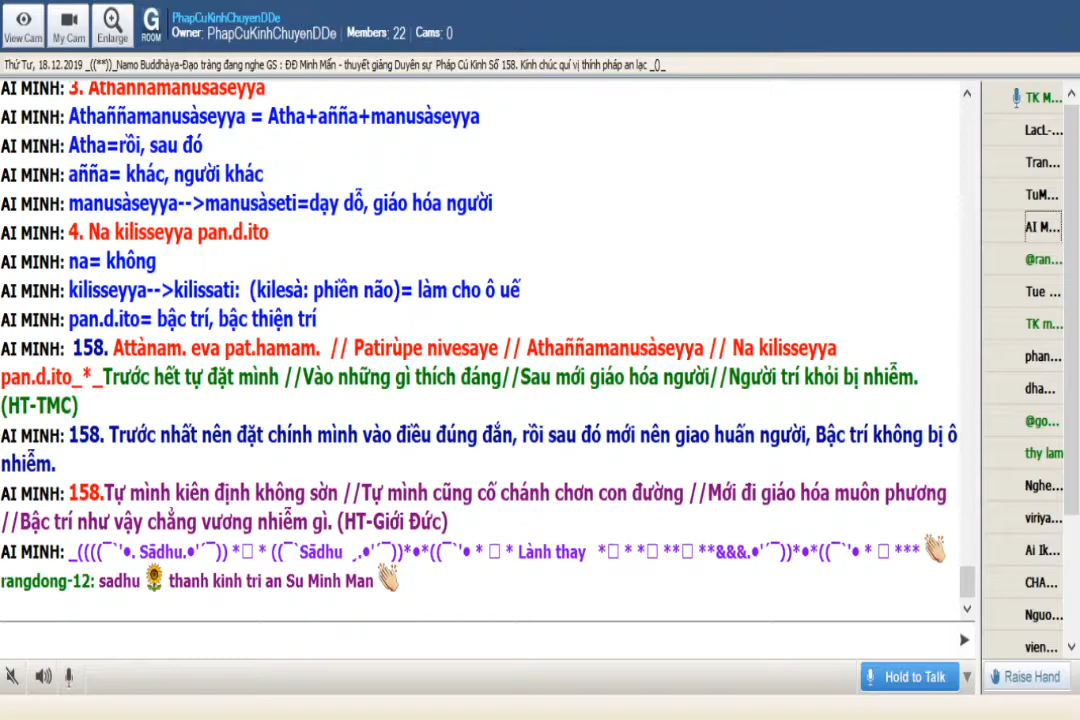 View Cam
My Cam
Enlarge
G
ROOM
PhapCuKinhChuyenDDe
Owner: PhapCuKinhChuyenDDe | Members: 22 | Cams: 0
Thứ Tư, 18.12.2019 _((**))_Namo Buddhàya-Đạo tràng đang nghe GS : ĐĐ Minh Mẩn - thuyết giảng Duyên sự Pháp Cú Kinh Số 158. Kính chúc quí vị thính pháp an lạc _()_
AI MINH: 3. Athaññamanusàseyya
AI MINH: Athaññamanusàseyya = Atha+añña+manusàseyya
AI MINH: Atha=rồi, sau đó
AI MINH: añña= khác, người khác
AI MINH: manusàseyya-->manusàseti=dạy dỗ, giáo hóa người
AI MINH: 4. Na kilisseyya pan.d.ito
AI MINH: na= không
AI MINH: kilisseyya-->kilissati: (kilesà: phiền não)= làm cho ô uế
AI MINH: pan.d.ito= bậc trí, bậc thiện trí
AI MINH: 158. Attànam. eva pat.hamam. // Patirùpe nivesaye // Athaññamanusàseyya // Na kilisseyya
pan.d.ito_*_Trước hết tự đặt mình //Vào những gì thích đáng//Sau mới giáo hóa người//Người trí khỏi bị nhiễm.
(HT-TMC)
AI MINH: 158. Trước nhất nên đặt chính mình vào điều đúng đắn, rồi sau đó mới nên giao huấn người, Bậc trí không bị ô
nhiễm.
AI MINH: 158.Tự mình kiên định không sờn //Tự mình cũng cố chánh chơn con đường //Mới đi giáo hóa muôn phương
//Bậc trí như vậy chẳng vương nhiễm gì. (HT-Giới Đức)
AI MINH: _((((¯`'•. Sādhu.•'´¯)) *□ * ((¯`Sādhu ¸.•'´¯))*•*((¯`'• * □ * Lành thay *□ * *□ **□ **&&&.•'´¯))*•*((¯`'• * □ ***
rangdong-12: sadhu 🌻 thanh kinh tri an Su Minh Man
TK M...
LacL-...
Tran...
TuM...
AI M...
@ran...
Tue ...
TK m...
phan...
dha...
@go...
thy lam
Nghe...
viriya...
Ai Ik...
CHA...
Nguo...
vien...
Hold to Talk
Raise Hand